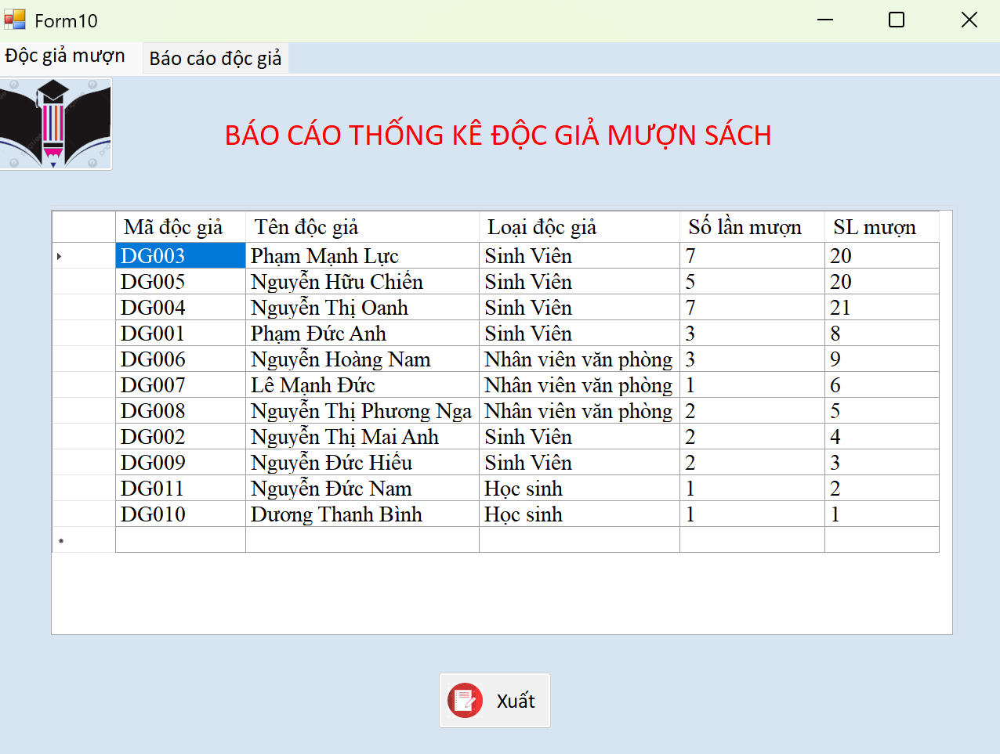 Form10
Độc giả mượn Báo cáo độc giả
BÁO CÁO THỐNG KÊ ĐỘC GIẢ MƯỢN SÁCH
Mã độc giả Tên độc giả Loại độc giả Số lần mượn SL mượn
DG003 Phạm Mạnh Lực Sinh Viên 7 20
DG005 Nguyễn Hữu Chiến Sinh Viên 5 20
DG004 Nguyễn Thị Oanh Sinh Viên 7 21
DG001 Phạm Đức Anh Sinh Viên 3 8
DG006 Nguyễn Hoàng Nam Nhân viên văn phòng 3 9
DG007 Lê Mạnh Đức Nhân viên văn phòng 1 6
DG008 Nguyễn Thị Phương Nga Nhân viên văn phòng 2 5
DG002 Nguyễn Thị Mai Anh Sinh Viên 2 4
DG009 Nguyễn Đức Hiếu Sinh Viên 2 3
DG011 Nguyễn Đức Nam Học sinh 1 2
DG010 Dương Thanh Bình Học sinh 1 1
Xuất